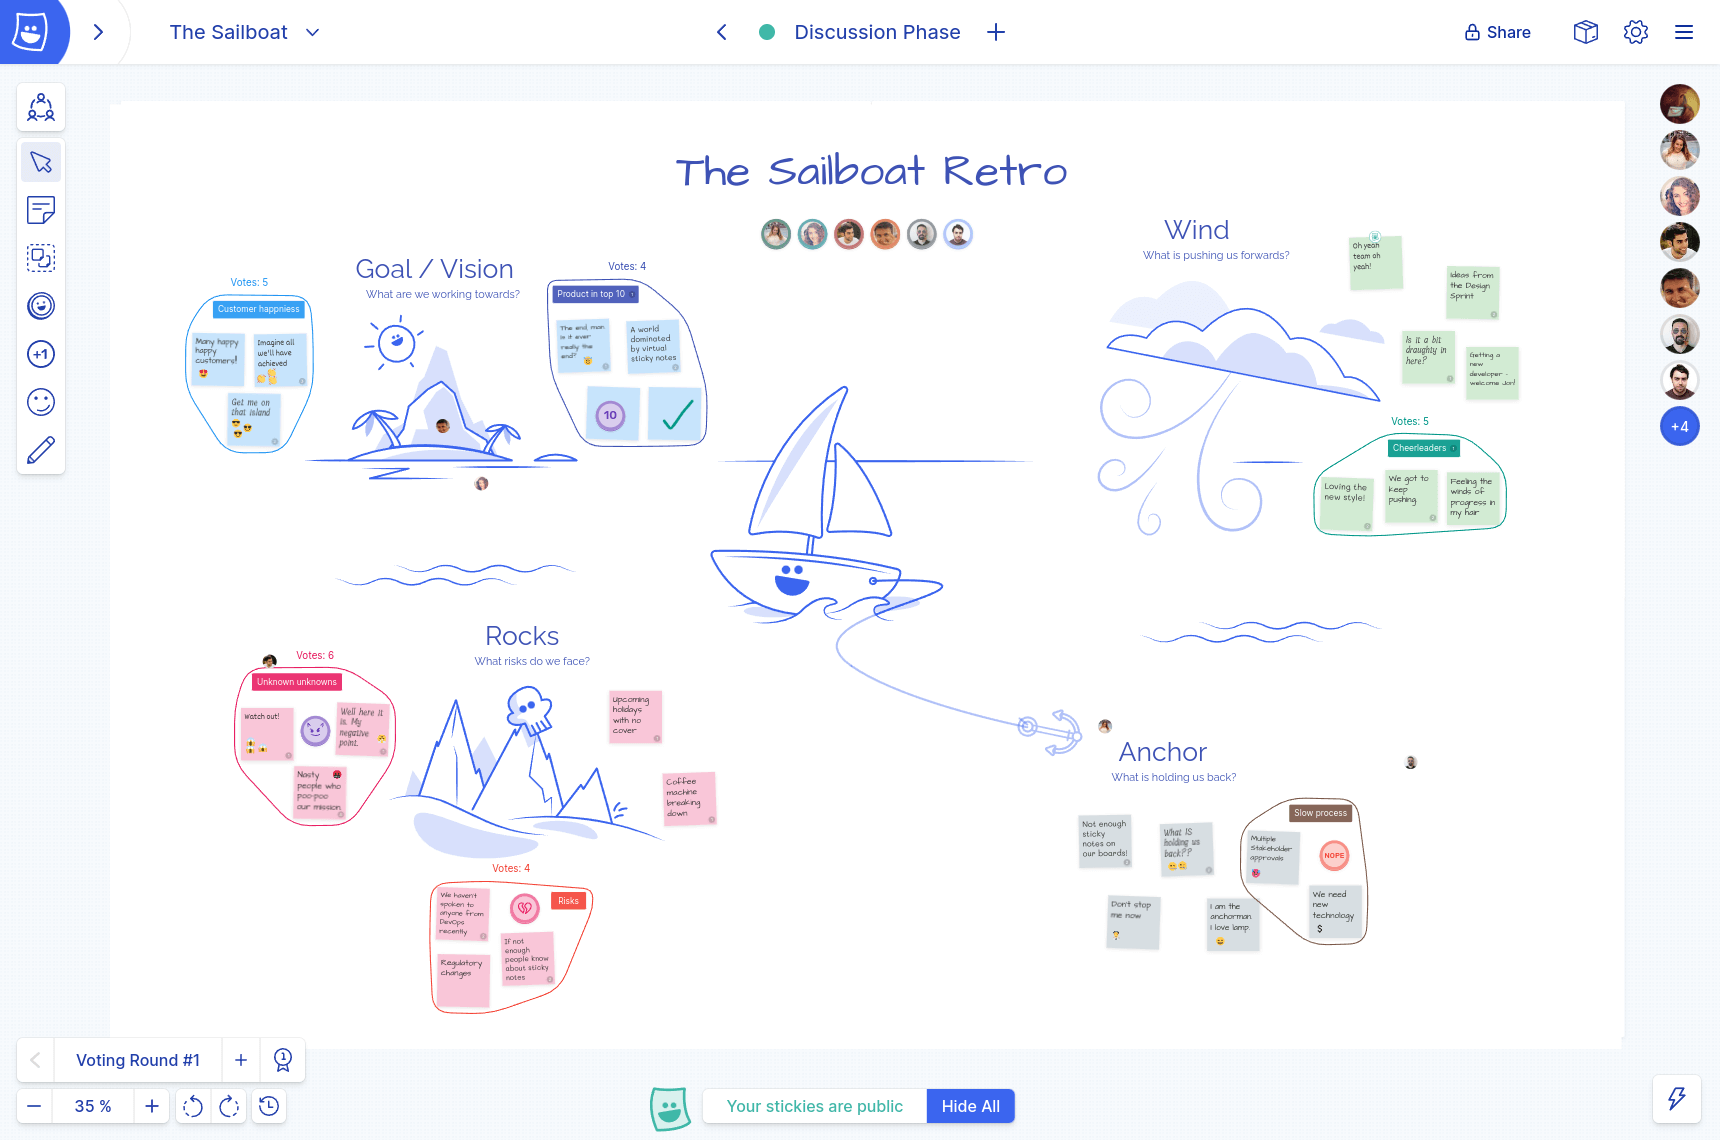 The Sailboat
Discussion Phase
Share
+4
The Sailboat Retro
Goal / Vision
What are we working towards?
Votes: 5
Customer happniess
Many happy
happy
customers!
Imagine all
we'll have
achieved
Get me on
that island
Votes: 4
Product in top 10
The end, man.
Is it ever
really the
end?
A world
dominated
by virtual
sticky notes
10
Wind
What is pushing us forwards?
Oh yeah
team oh
yeah!
Ideas from
the Design
Sprint
Is it a bit
draughty in
here?
Getting a
new
developer -
welcome Jon!
Votes: 5
Cheerleaders
Loving the
new style!
We got to
keep
pushing.
Feeling the
winds of
progress in
my hair
Rocks
What risks do we face?
Votes: 6
Unknown unknowns
Watch out!
Well here it
is. My
negative
point.
Nasty
people who
poo-poo
our mission
Upcoming
holidays
with no
cover
Coffee
machine
breaking
down
Votes: 4
Risks
We haven't
spoken to
anyone from
DevOps
recently
If not
enough
people know
about sticky
notes
Regulatory
changes
Anchor
What is holding us back?
Not enough
sticky
notes on
our boards!
What IS
holding us
back??
Slow process
Multiple
Stakeholder
approvals
NOPE
We need
new
technology
$
Don't stop
me now
I am the
anchorman.
I love lamp.
+1
Voting Round #1
1
35 %
Your stickies are public
Hide All